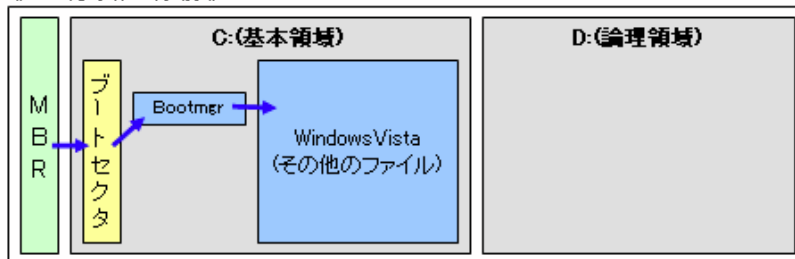 C:(基本領域)
D:(論理領域)
MBR
ブートセクタ
Bootmgr
WindowsVista
(その他のファイル)